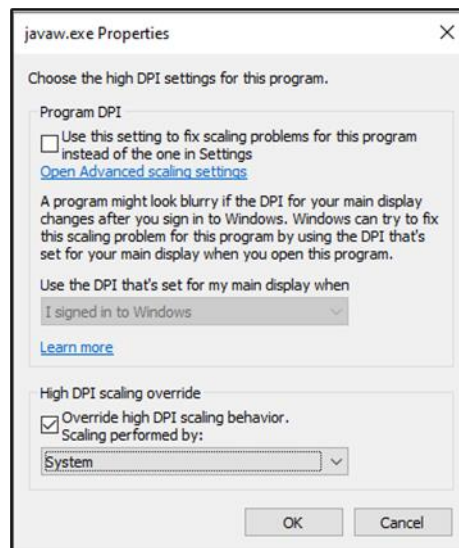 javaw.exe Properties
Choose the high DPI settings for this program.
Program DPI
Use this setting to fix scaling problems for this program
instead of the one in Settings
Open Advanced scaling settings
A program might look blurry if the DPI for your main display
changes after you sign in to Windows. Windows can try to fix
this scaling problem for this program by using the DPI that's
set for your main display when you open this program.
Use the DPI that's set for my main display when
I signed in to Windows
Learn more
High DPI scaling override
Override high DPI scaling behavior.
Scaling performed by:
System
OK
Cancel